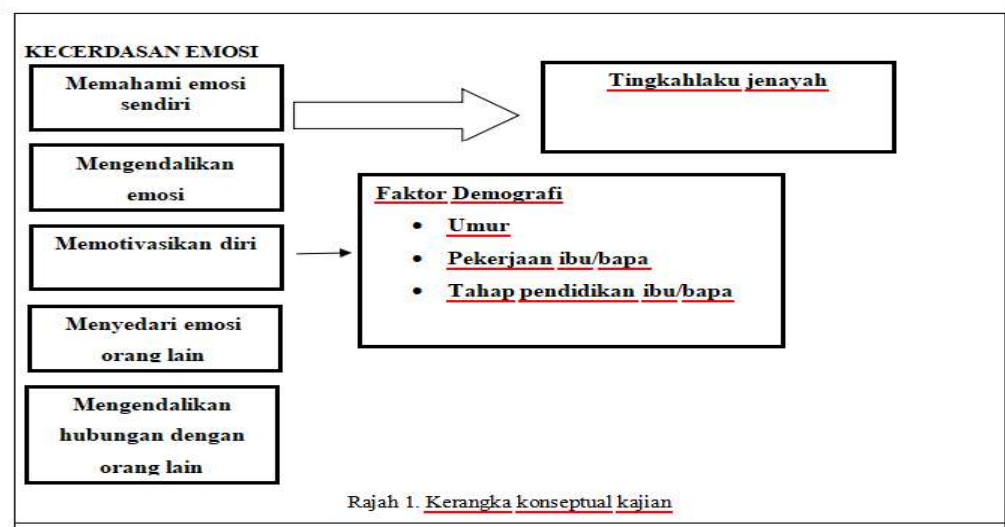 KECERDASAN EMOSI
Memahami emosi
sendiri
Tingkahlaku jenayah
Mengendalikan
emosi
Faktor Demografi
• Umur
• Pekerjaan ibu/bapa
• Tahap pendidikan ibu/bapa
Memotivasikan diri
Menyedari emosi
orang lain
Mengendalikan
hubungan dengan
orang lain
Rajah 1. Kerangka konseptual kajian